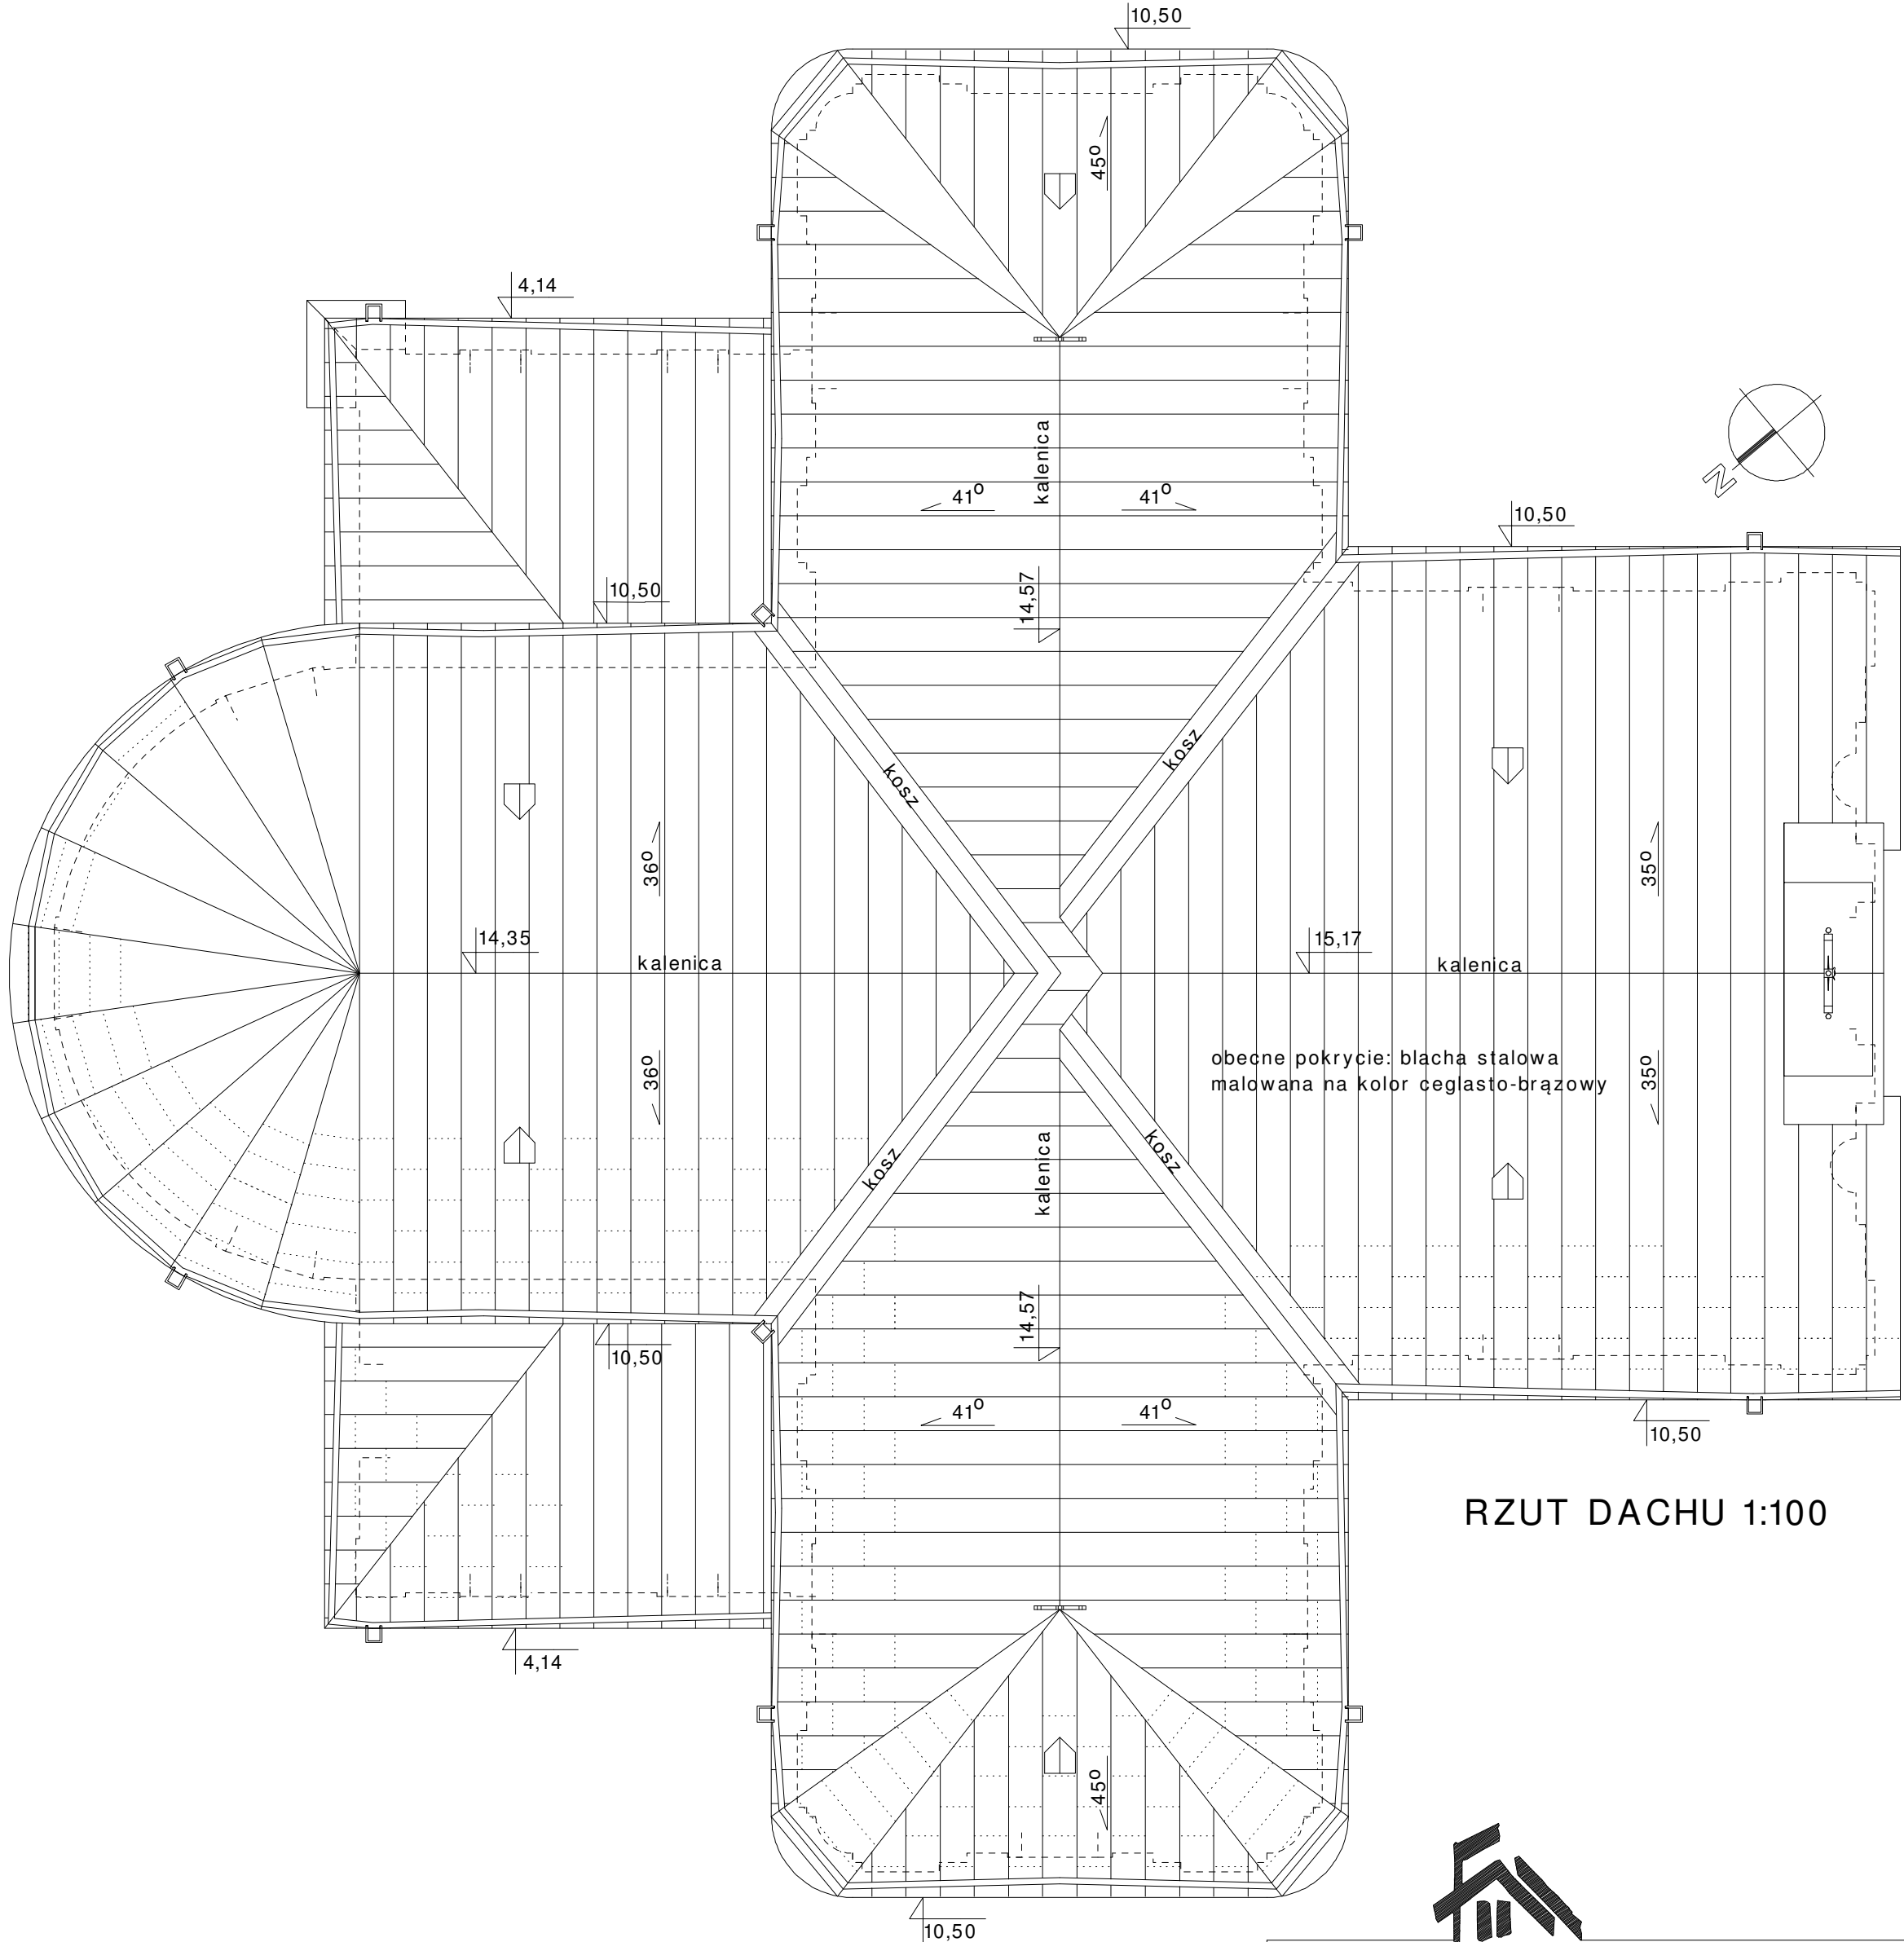 10,50
45°
4,14
kalenica
41° 41°
N
10,50
14,57
10,50
kosz
kosz
36°
35°
14,35
kalenica
15,17
kalenica
36°
obecne pokrycie: blacha stalowa
malowana na kolor ceglasto-brązowy
35°
kosz
kosz
kalenica
14,57
10,50
41° 41°
10,50
RZUT DACHU 1:100
4,14
45°
10,50